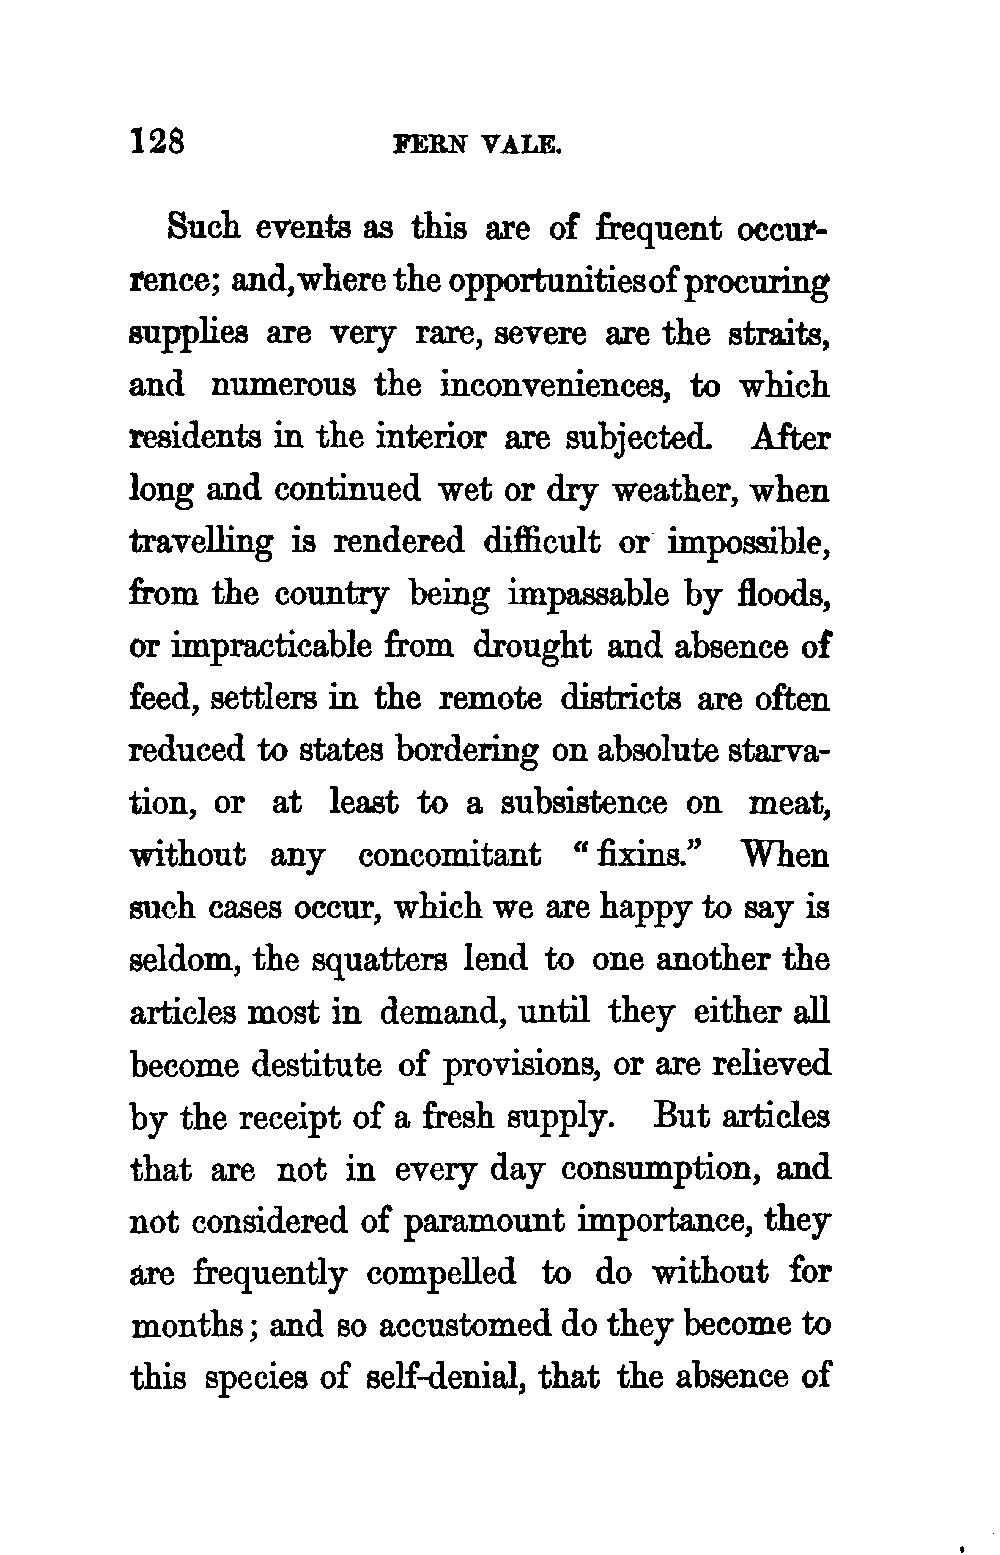 128 FERN VALE.
Such events as this are of frequent occur-
rence; and, where the opportunities of procuring
supplies are very rare, severe are the straits,
and numerous the inconveniences, to which
residents in the interior are subjected. After
long and continued wet or dry weather, when
travelling is rendered difficult or impossible,
from the country being impassable by floods,
or impracticable from drought and absence of
feed, settlers in the remote districts are often
reduced to states bordering on absolute starva-
tion, or at least to a subsistence on meat,
without any concomitant "fixins." When
such cases occur, which we are happy to say is
seldom, the squatters lend to one another the
articles most in demand, until they either all
become destitute of provisions, or are relieved
by the receipt of a fresh supply. But articles
that are not in every day consumption, and
not considered of paramount importance, they
are frequently compelled to do without for
months; and so accustomed do they become to
this species of self-denial, that the absence of